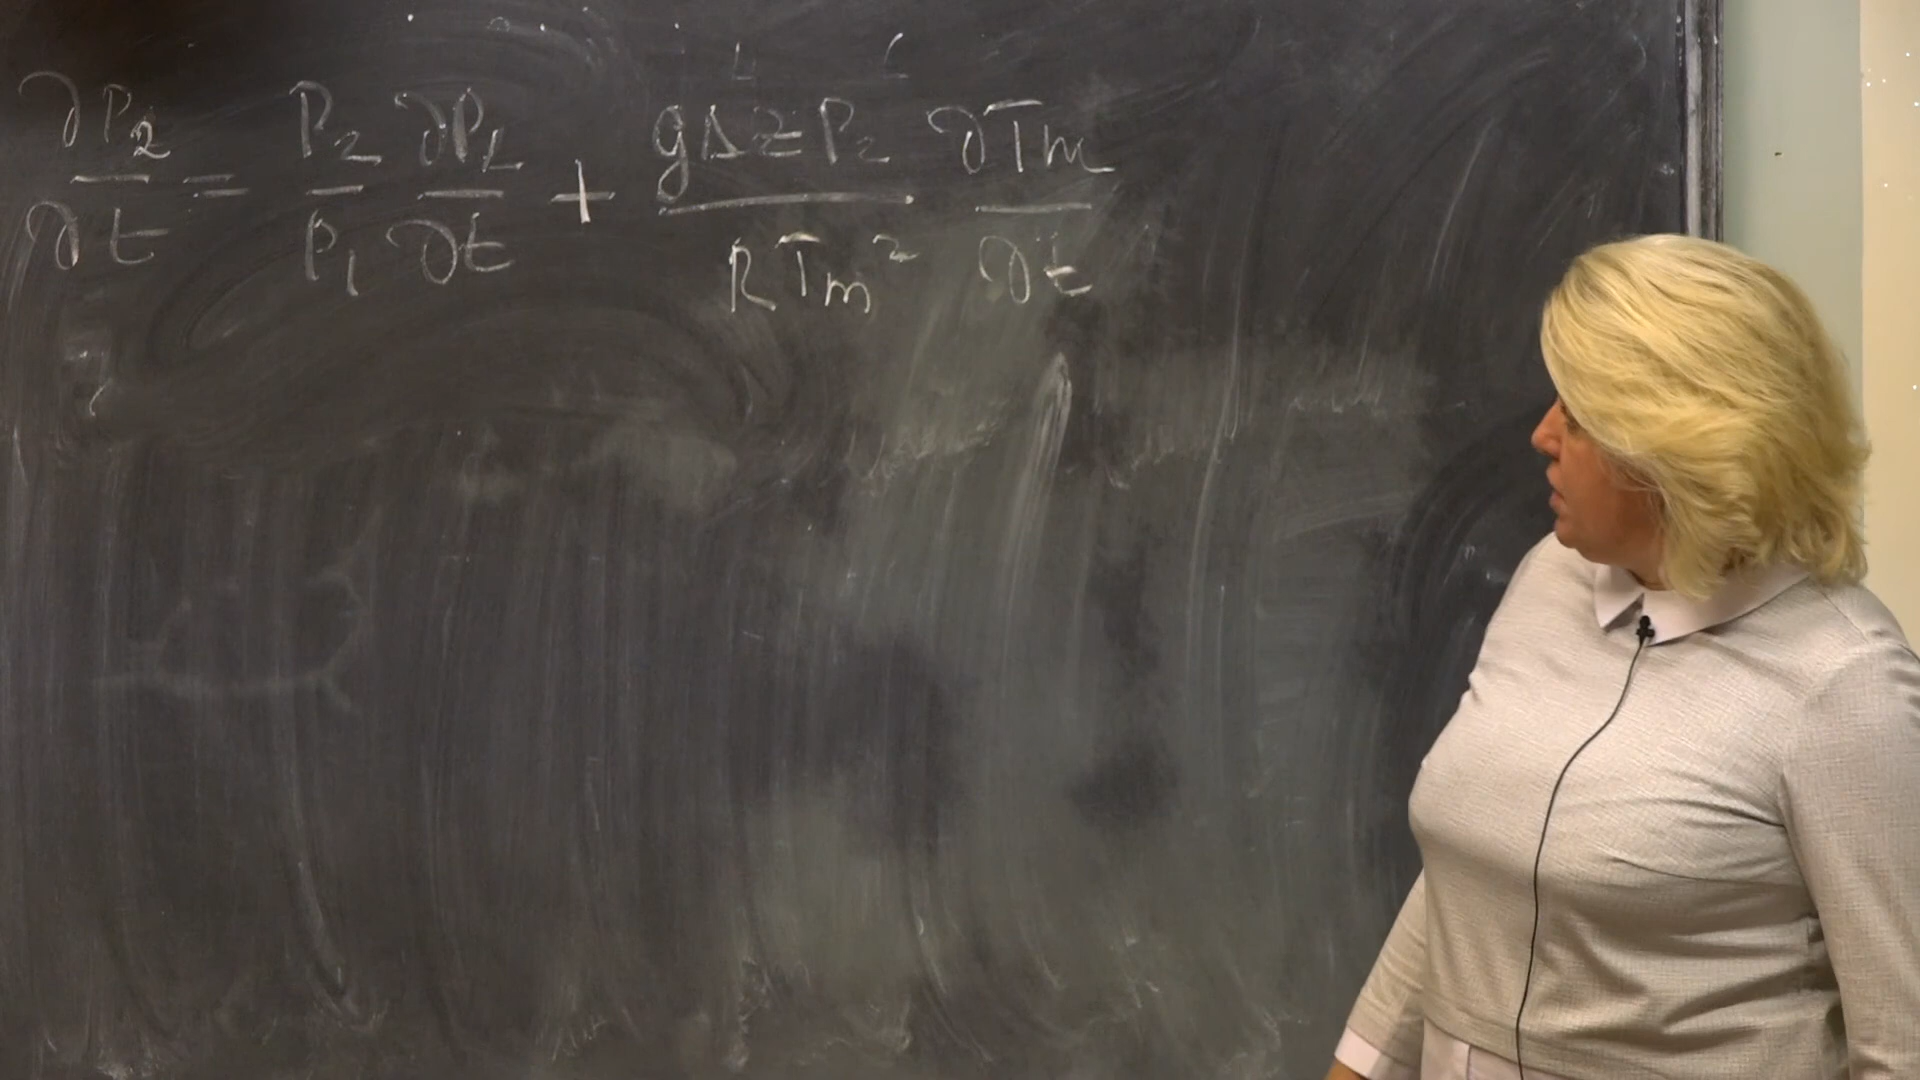 ∂P₂/∂t = P₂/P₁ ∂P₁/∂t + gΔzP₂/RTm² ∂Tm/∂t